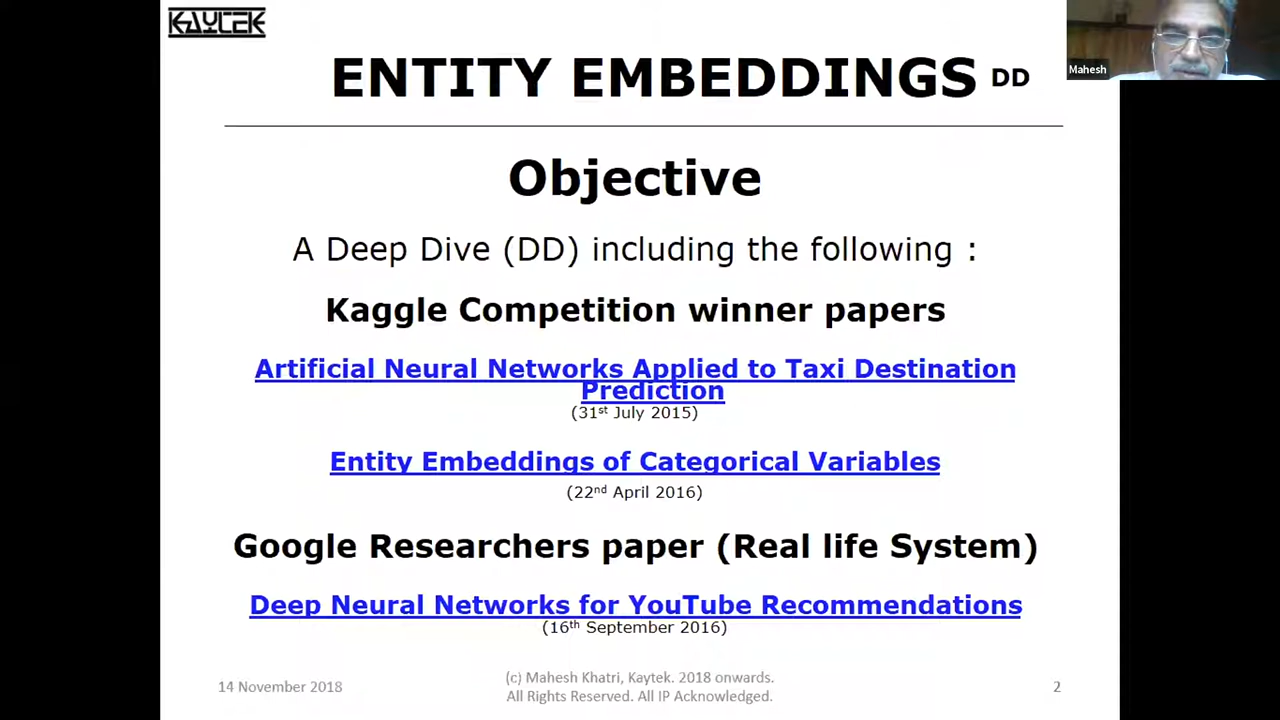 KAYTEK
Mahesh
ENTITY EMBEDDINGS DD
Objective
A Deep Dive (DD) including the following :
Kaggle Competition winner papers
Artificial Neural Networks Applied to Taxi Destination
Prediction
(31st July 2015)
Entity Embeddings of Categorical Variables
(22nd April 2016)
Google Researchers paper (Real life System)
Deep Neural Networks for YouTube Recommendations
(16th September 2016)
14 November 2018
(c) Mahesh Khatri, Kaytek. 2018 onwards.
All Rights Reserved. All IP Acknowledged.
2